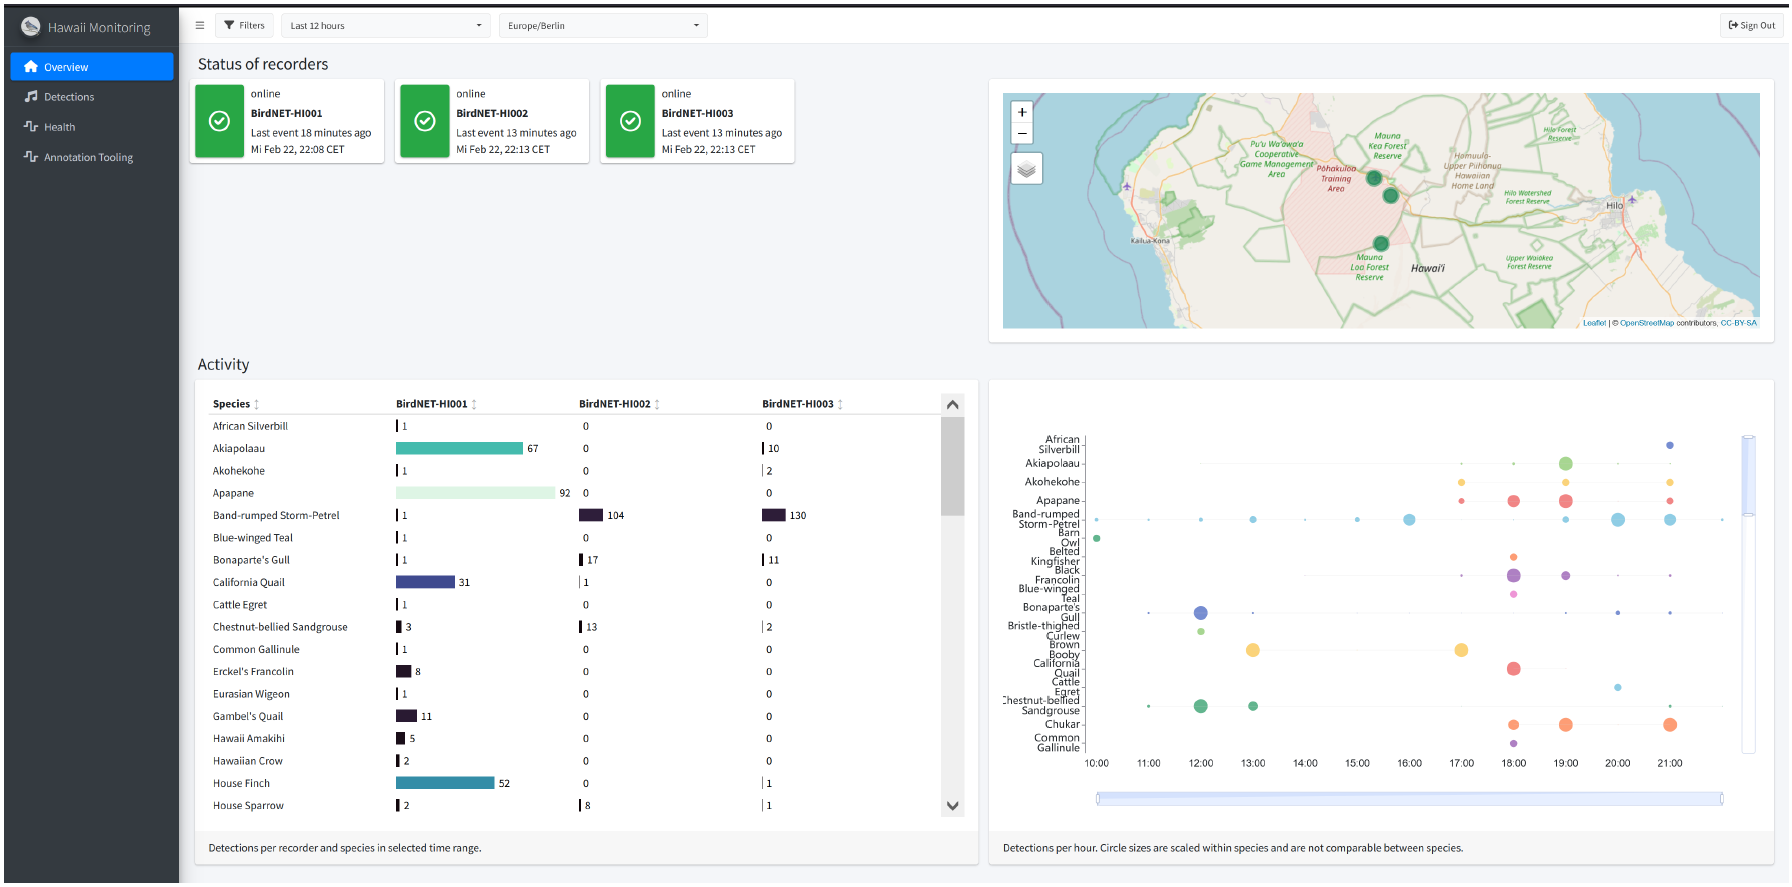 Hawaii Monitoring
Overview
Detections
Health
Annotation Tooling
Filters
Last 12 hours
Europe/Berlin
Sign Out
Status of recorders
online
BirdNET-HI001
Last event 18 minutes ago
Mi Feb 22, 22:08 CET
online
BirdNET-HI002
Last event 13 minutes ago
Mi Feb 22, 22:13 CET
online
BirdNET-HI003
Last event 13 minutes ago
Mi Feb 22, 22:13 CET
+
−
Pu'u Wa'awa'a
Cooperative
Game Management
Area
Pōhakuloa
Training
Area
Mauna
Kea Forest
Reserve
Humuula-
Upper Piihonua
Hawaiian
Home Land
Hilo Forest
Reserve
Hilo Watershed
Forest Reserve
Hilo
Kailua-Kona
Mauna
Loa Forest
Reserve
Hawai'i
Upper Waiākea
Forest Reserve
Leaflet | © OpenStreetMap contributors, CC-BY-SA
Activity
Species BirdNET-HI001 BirdNET-HI002 BirdNET-HI003
African Silverbill 1 0 0
Akiapolaau 67 0 10
Akohekohe 1 0 2
Apapane 92 0 0
Band-rumped Storm-Petrel 1 104 130
Blue-winged Teal 1 0 0
Bonaparte's Gull 1 17 11
California Quail 31 1 0
Cattle Egret 1 0 0
Chestnut-bellied Sandgrouse 3 13 2
Common Gallinule 1 0 0
Erckel's Francolin 8 0 0
Eurasian Wigeon 1 0 0
Gambel's Quail 11 0 0
Hawaii Amakihi 5 0 0
Hawaiian Crow 2 0 0
House Finch 52 0 1
House Sparrow 2 8 1
Detections per recorder and species in selected time range.
African
Silverbill
Akiapolaau
Akohekohe
Apapane
Band-rumped
Storm-Petrel
Barn
Owl
Belted
Kingfisher
Black
Francolin
Blue-winged
Teal
Bonaparte's
Gull
Bristle-thighed
Curlew
Brown
Booby
California
Quail
Cattle
Egret
Chestnut-bellied
Sandgrouse
Chukar
Common
Gallinule
10:00 11:00 12:00 13:00 14:00 15:00 16:00 17:00 18:00 19:00 20:00 21:00
Detections per hour. Circle sizes are scaled within species and are not comparable between species.